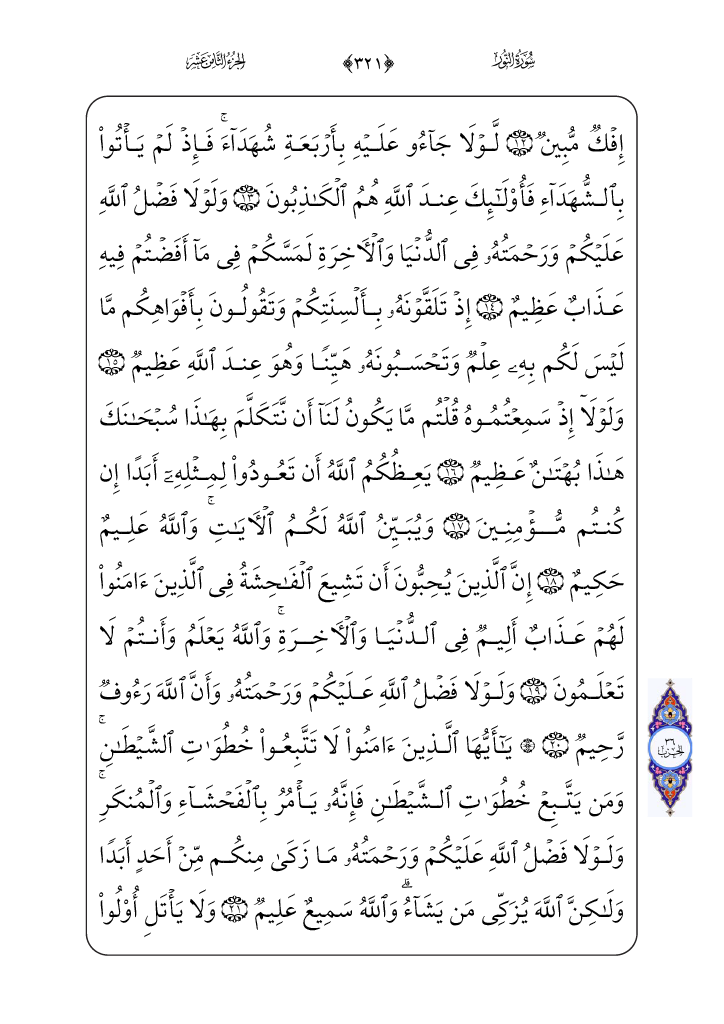 سُورَةُ النُّورِ ﴿٣٢١﴾ الجُزْءُ الثَّامِنَ عَشَرَ
إِفۡكٌ مُّبِينٌ ١٢ لَّوۡلَا جَآءُو عَلَيۡهِ بِأَرۡبَعَةِ شُهَدَآءَۚ فَإِذۡ لَمۡ يَأۡتُواْ
بِٱلشُّهَدَآءِ فَأُوْلَٰٓئِكَ عِندَ ٱللَّهِ هُمُ ٱلۡكَٰذِبُونَ ١٣ وَلَوۡلَا فَضۡلُ ٱللَّهِ
عَلَيۡكُمۡ وَرَحۡمَتُهُۥ فِي ٱلدُّنۡيَا وَٱلۡأٓخِرَةِ لَمَسَّكُمۡ فِي مَآ أَفَضۡتُمۡ فِيهِ
عَذَابٌ عَظِيمٌ ١٤ إِذۡ تَلَقَّوۡنَهُۥ بِأَلۡسِنَتِكُمۡ وَتَقُولُونَ بِأَفۡوَاهِكُم مَّا
لَيۡسَ لَكُم بِهِۦ عِلۡمٌ وَتَحۡسَبُونَهُۥ هَيِّنٗا وَهُوَ عِندَ ٱللَّهِ عَظِيمٌ ١٥
وَلَوۡلَآ إِذۡ سَمِعۡتُمُوهُ قُلۡتُم مَّا يَكُونُ لَنَآ أَن نَّتَكَلَّمَ بِهَٰذَا سُبۡحَٰنَكَ
هَٰذَا بُهۡتَٰنٌ عَظِيمٌ ١٦ يَعِظُكُمُ ٱللَّهُ أَن تَعُودُواْ لِمِثۡلِهِۦٓ أَبَدًا إِن
كُنتُم مُّؤۡمِنِينَ ١٧ وَيُبَيِّنُ ٱللَّهُ لَكُمُ ٱلۡأٓيَٰتِۚ وَٱللَّهُ عَلِيمٌ
حَكِيمٌ ١٨ إِنَّ ٱلَّذِينَ يُحِبُّونَ أَن تَشِيعَ ٱلۡفَٰحِشَةُ فِي ٱلَّذِينَ ءَامَنُواْ
لَهُمۡ عَذَابٌ أَلِيمٌ فِي ٱلدُّنۡيَا وَٱلۡأٓخِرَةِۚ وَٱللَّهُ يَعۡلَمُ وَأَنتُمۡ لَا
تَعۡلَمُونَ ١٩ وَلَوۡلَا فَضۡلُ ٱللَّهِ عَلَيۡكُمۡ وَرَحۡمَتُهُۥ وَأَنَّ ٱللَّهَ رَءُوفٌ
رَّحِيمٌ ٢٠ ۞ يَٰٓأَيُّهَا ٱلَّذِينَ ءَامَنُواْ لَا تَتَّبِعُواْ خُطُوَٰتِ ٱلشَّيۡطَٰنِۚ
وَمَن يَتَّبِعۡ خُطُوَٰتِ ٱلشَّيۡطَٰنِ فَإِنَّهُۥ يَأۡمُرُ بِٱلۡفَحۡشَآءِ وَٱلۡمُنكَرِۚ
وَلَوۡلَا فَضۡلُ ٱللَّهِ عَلَيۡكُمۡ وَرَحۡمَتُهُۥ مَا زَكَىٰ مِنكُم مِّنۡ أَحَدٍ أَبَدٗا
وَلَٰكِنَّ ٱللَّهَ يُزَكِّي مَن يَشَآءُۗ وَٱللَّهُ سَمِيعٌ عَلِيمٌ ٢١ وَلَا يَأۡتَلِ أُوْلُواْ
٣٦
الحزب